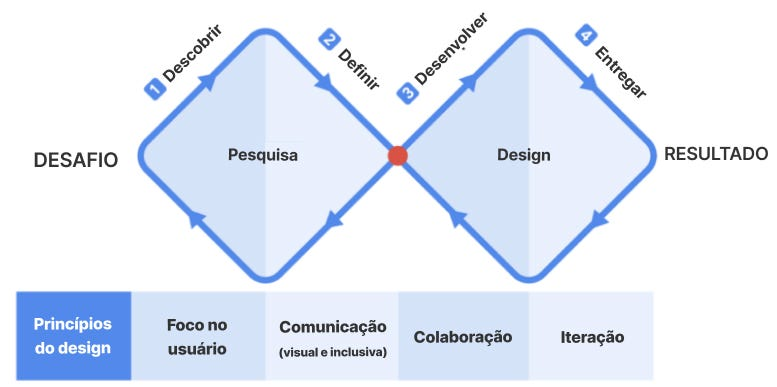 1 Descobrir
2 Definir
3 Desenvolver
4 Entregar
DESAFIO
Pesquisa
Design
RESULTADO
Princípios
do design
Foco no
usuário
Comunicação
(visual e inclusiva)
Colaboração
Iteração